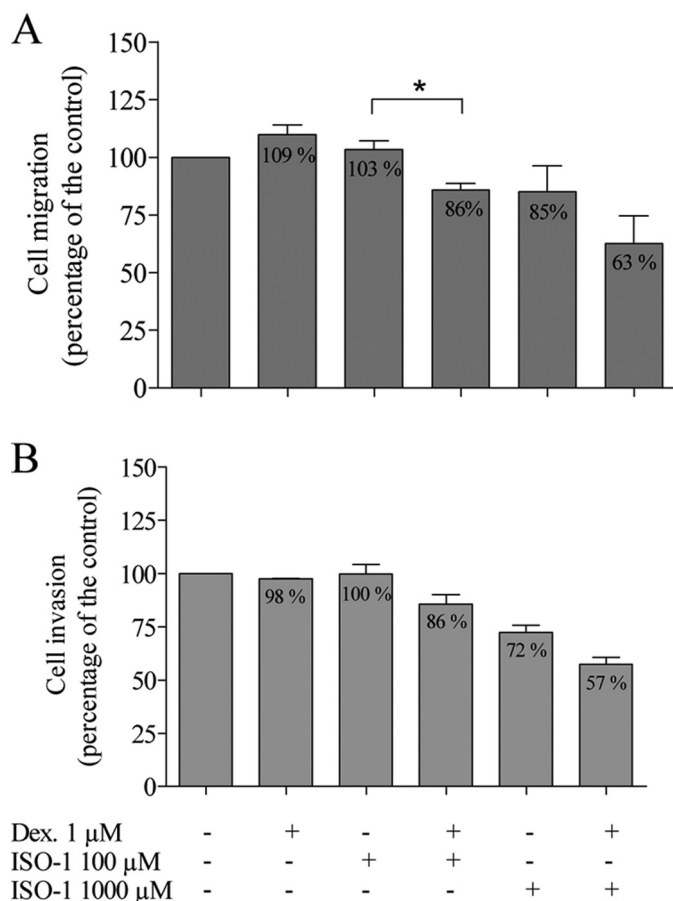 A
Cell migration
(percentage of the control)
150
125
100
75
50
25
0
*
109 %
103 %
86%
85%
63 %
B
Cell invasion
(percentage of the control)
150
125
100
75
50
25
0
98 %
100 %
86 %
72 %
57 %
Dex. 1 µM - + - + - +
ISO-1 100 µM - - + + - -
ISO-1 1000 µM - - - - + +